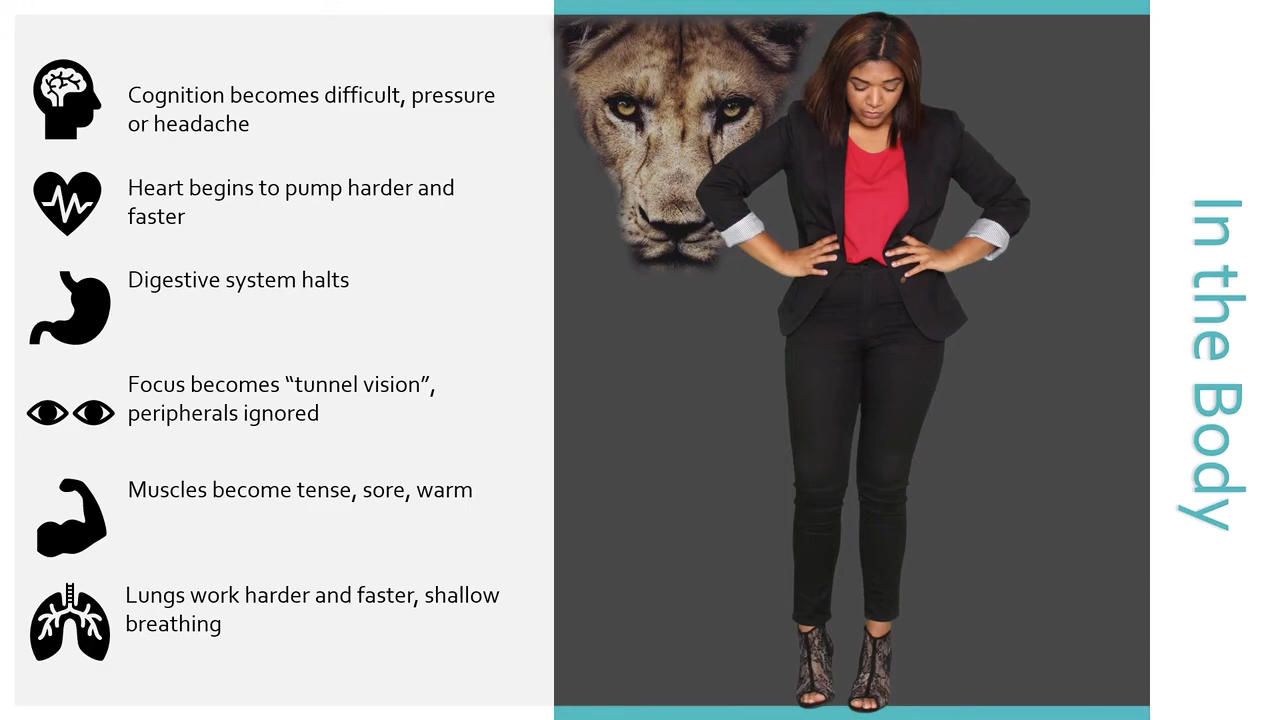 Cognition becomes difficult, pressure
or headache
Heart begins to pump harder and
faster
Digestive system halts
Focus becomes “tunnel vision”,
peripherals ignored
Muscles become tense, sore, warm
Lungs work harder and faster, shallow
breathing
In the Body